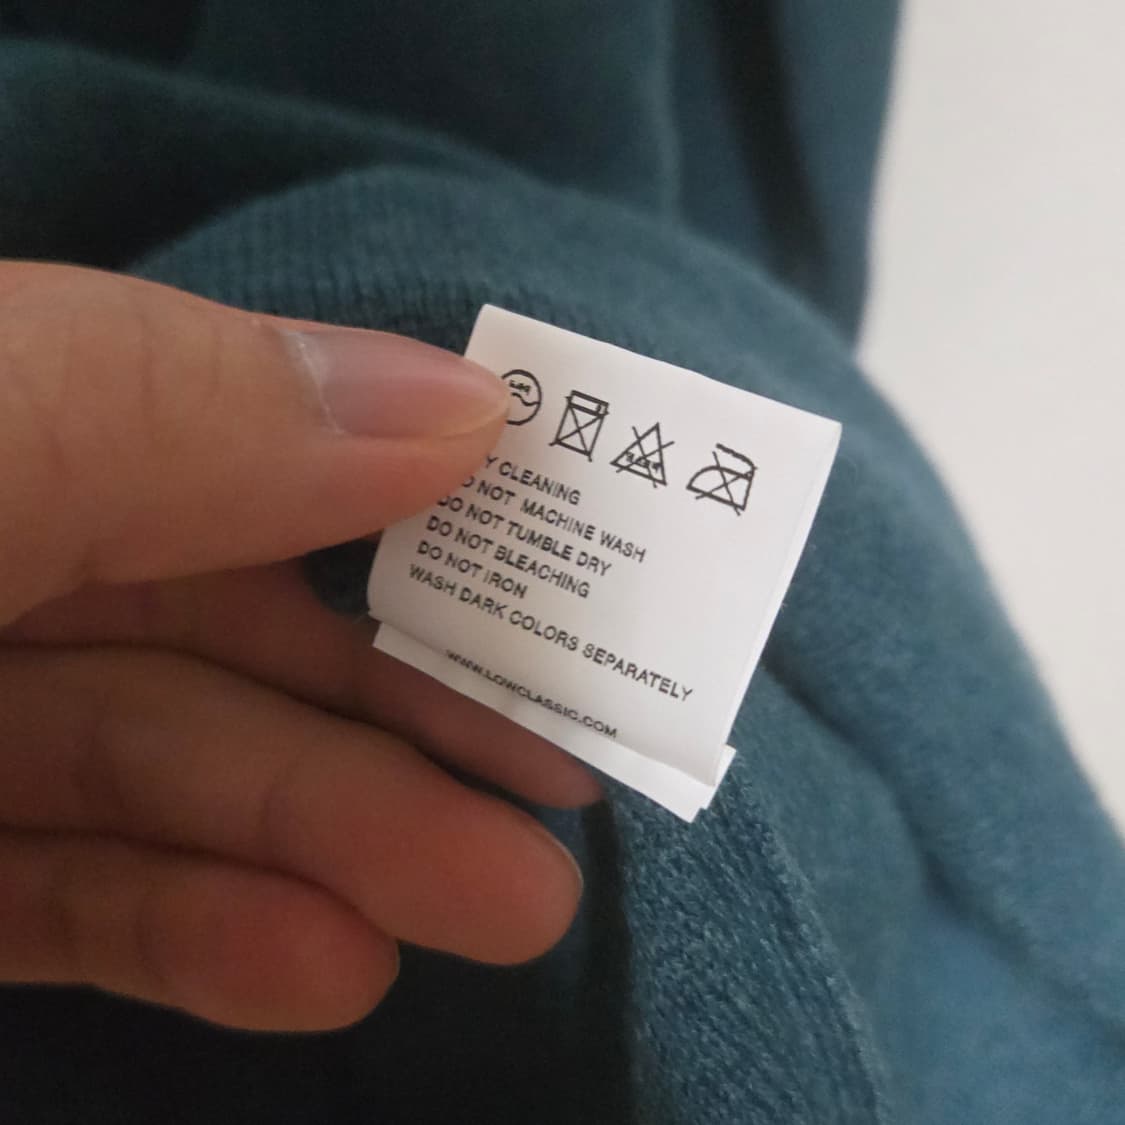 Y CLEANING
O NOT MACHINE WASH
DO NOT TUMBLE DRY
DO NOT BLEACHING
DO NOT IRON
WASH DARK COLORS SEPARATELY
WWW.LOWCLASSIC.COM